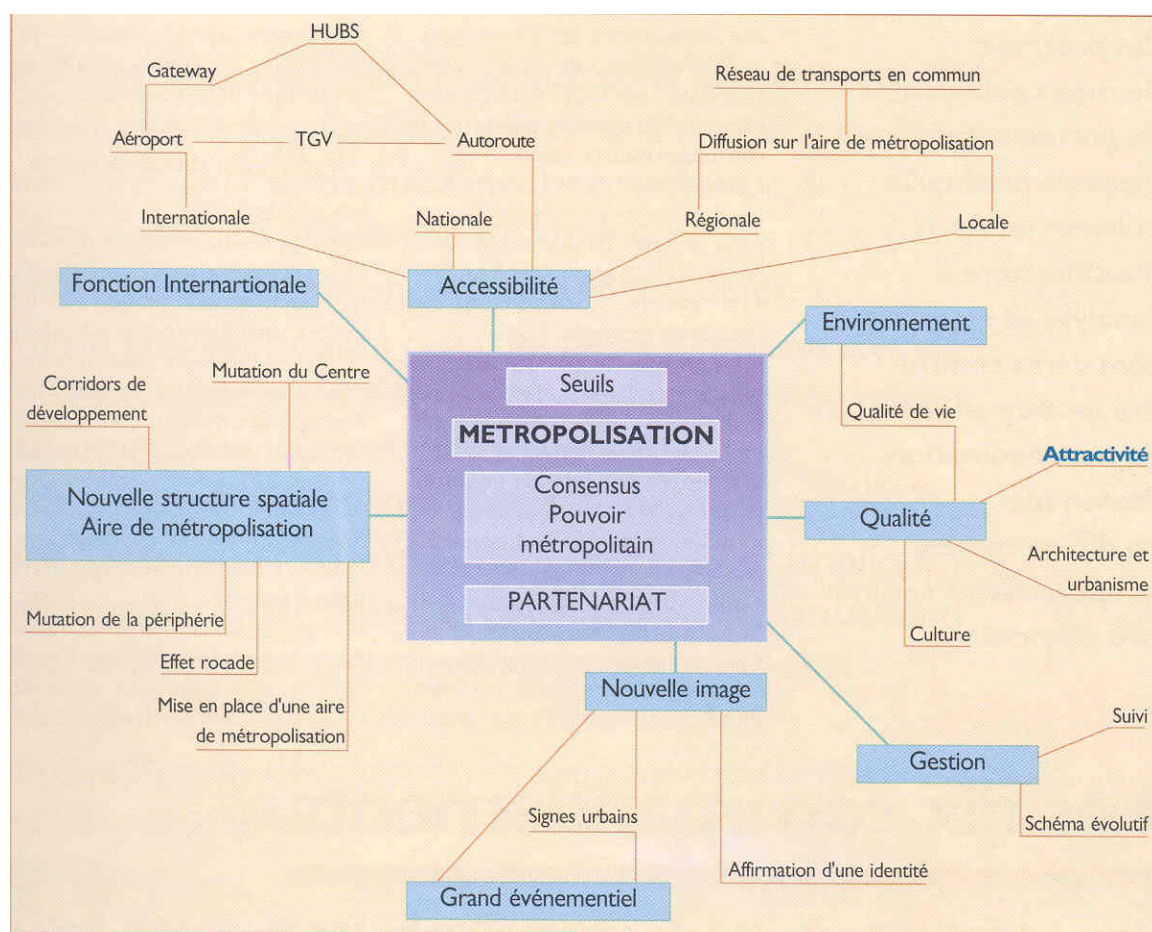 HUBS
Gateway
Réseau de transports en commun
Aéroport
TGV
Autoroute
Diffusion sur l'aire de métropolisation
Internationale
Nationale
Régionale
Locale
Fonction Internartionale
Accessibilité
Environnement
Corridors de
développement
Mutation du Centre
Seuils
Qualité de vie
METROPOLISATION
Attractivité
Nouvelle structure spatiale
Aire de métropolisation
Consensus
Pouvoir
métropolitain
Qualité
Architecture et
urbanisme
PARTENARIAT
Mutation de la périphérie
Culture
Effet rocade
Nouvelle image
Mise en place d'une aire
de métropolisation
Suivi
Gestion
Signes urbains
Schéma évolutif
Affirmation d'une identité
Grand événementiel